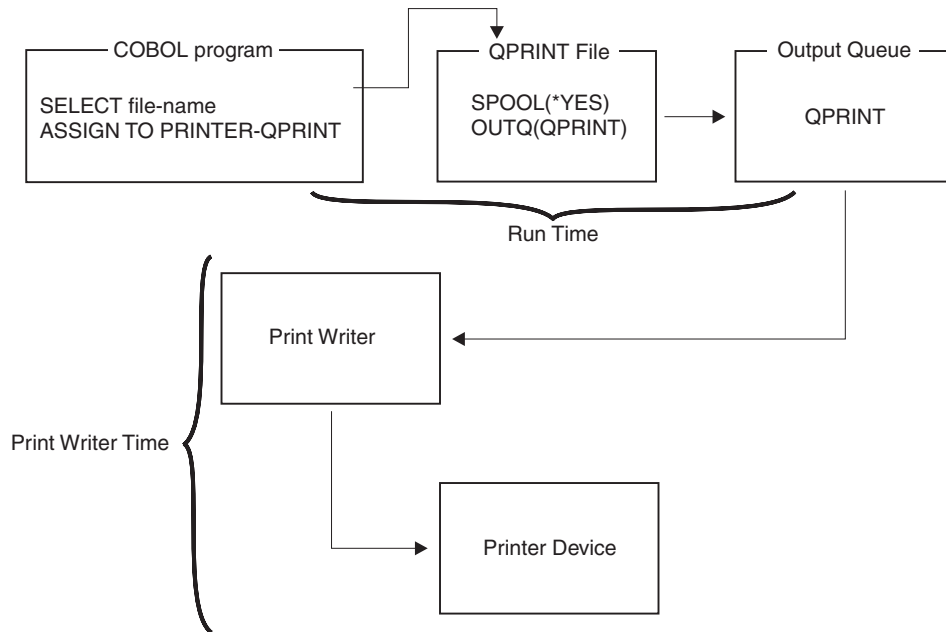 COBOL program
SELECT file-name
ASSIGN TO PRINTER-QPRINT
QPRINT File
SPOOL(*YES)
OUTQ(QPRINT)
Output Queue
QPRINT
Run Time
Print Writer
Print Writer Time
Printer Device